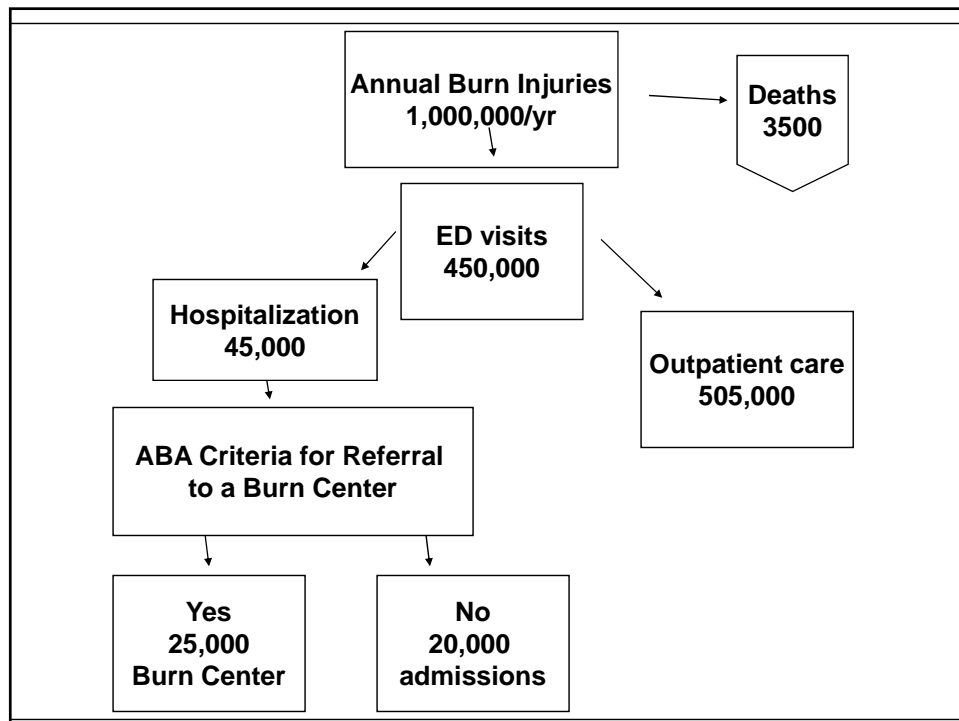 Annual Burn Injuries
1,000,000/yr
Deaths
3500
ED visits
450,000
Hospitalization
45,000
Outpatient care
505,000
ABA Criteria for Referral
to a Burn Center
Yes
25,000
Burn Center
No
20,000
admissions